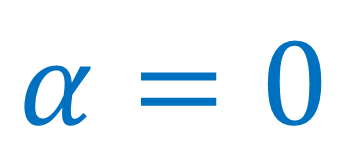 α = 0